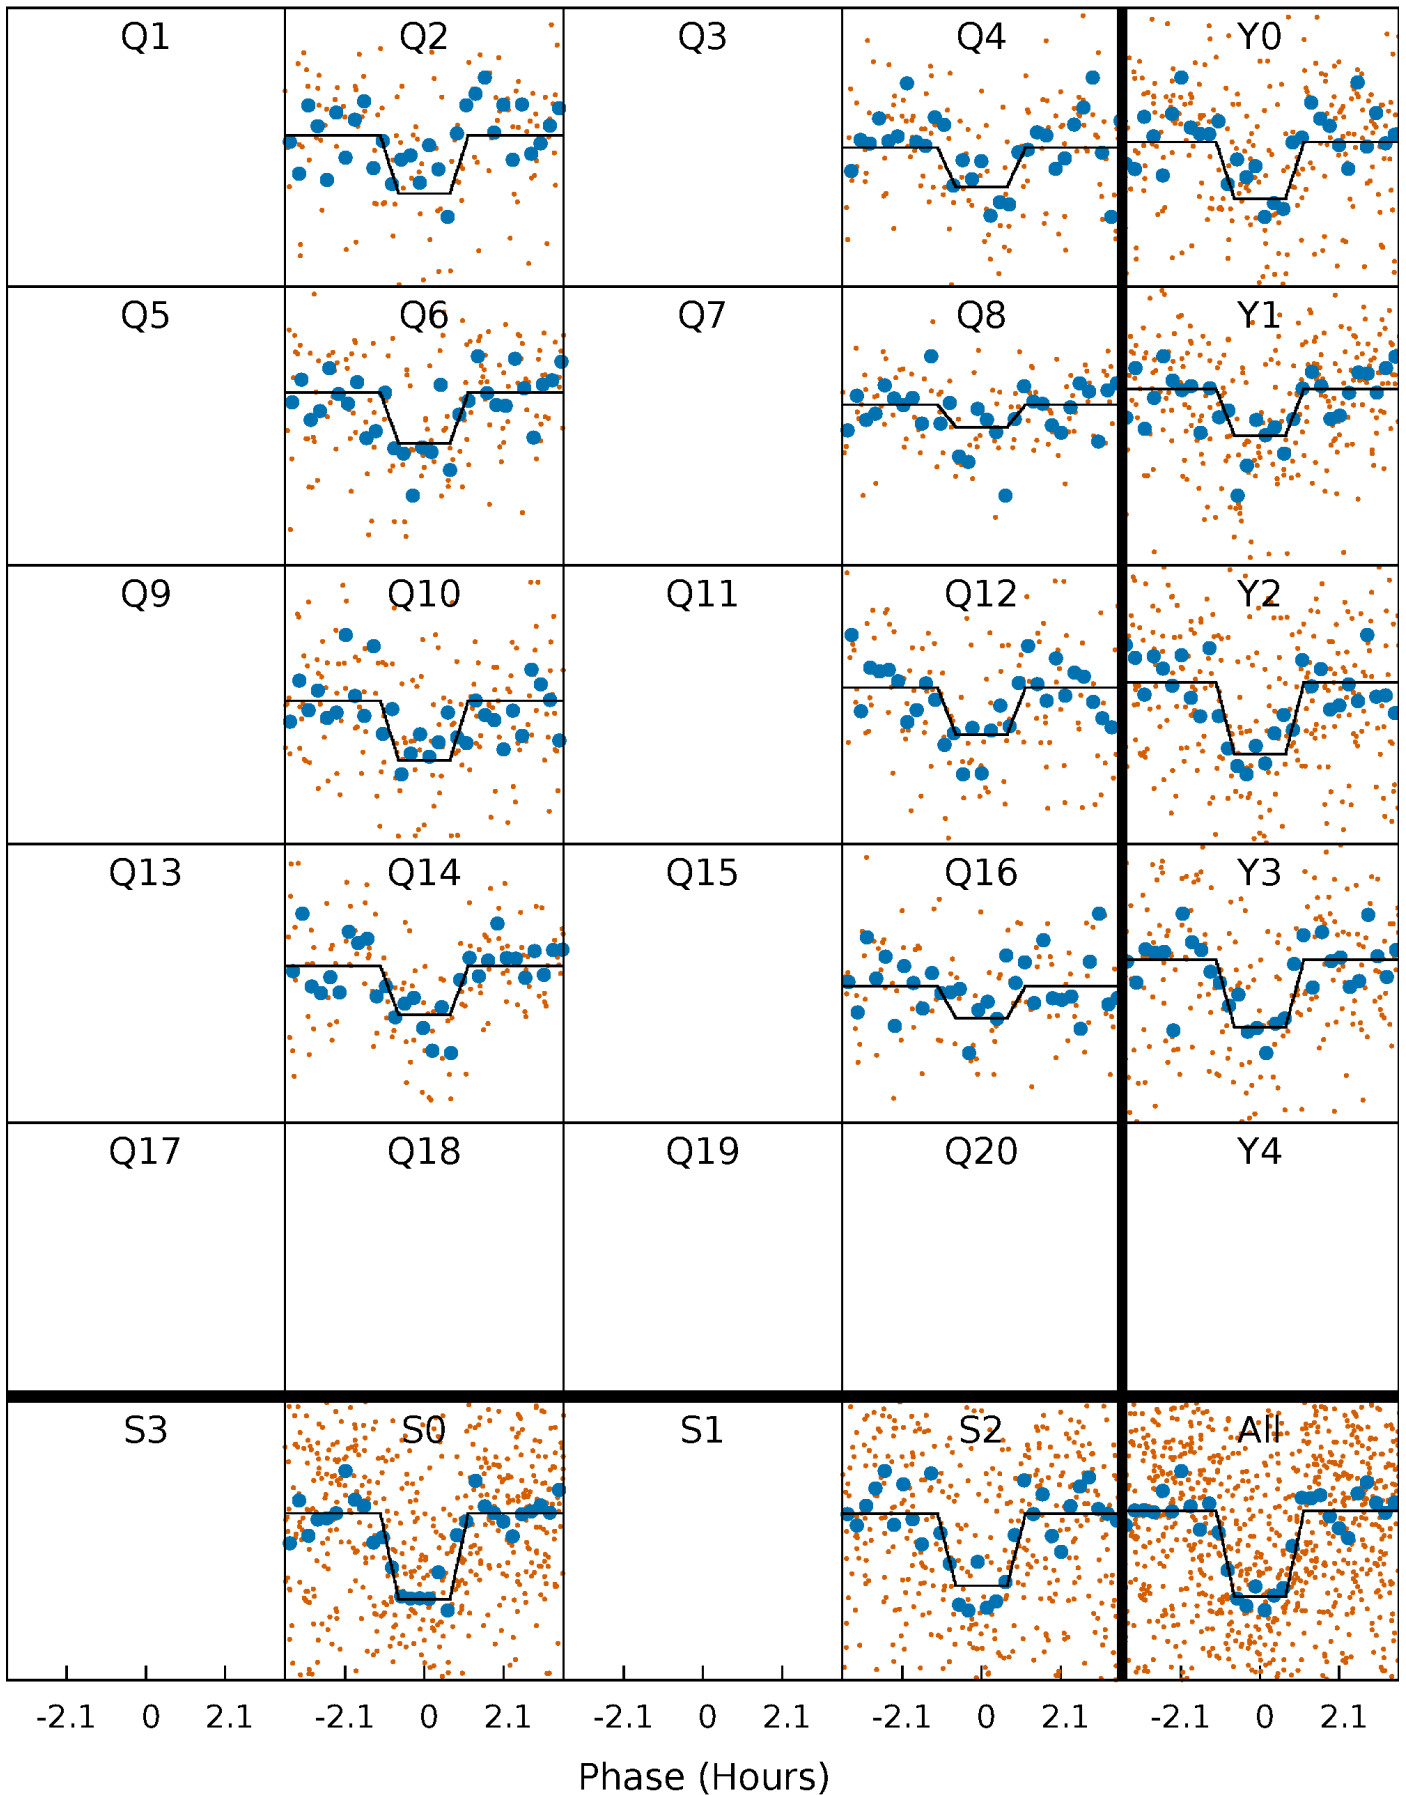 Q1 Q2 Q3 Q4 Y0
Q5 Q6 Q7 Q8 Y1
Q9 Q10 Q11 Q12 Y2
Q13 Q14 Q15 Q16 Y3
Q17 Q18 Q19 Q20 Y4
S3 S0 S1 S2 All
-2.1 0 2.1 -2.1 0 2.1 -2.1 0 2.1 -2.1 0 2.1 -2.1 0 2.1
Phase (Hours)